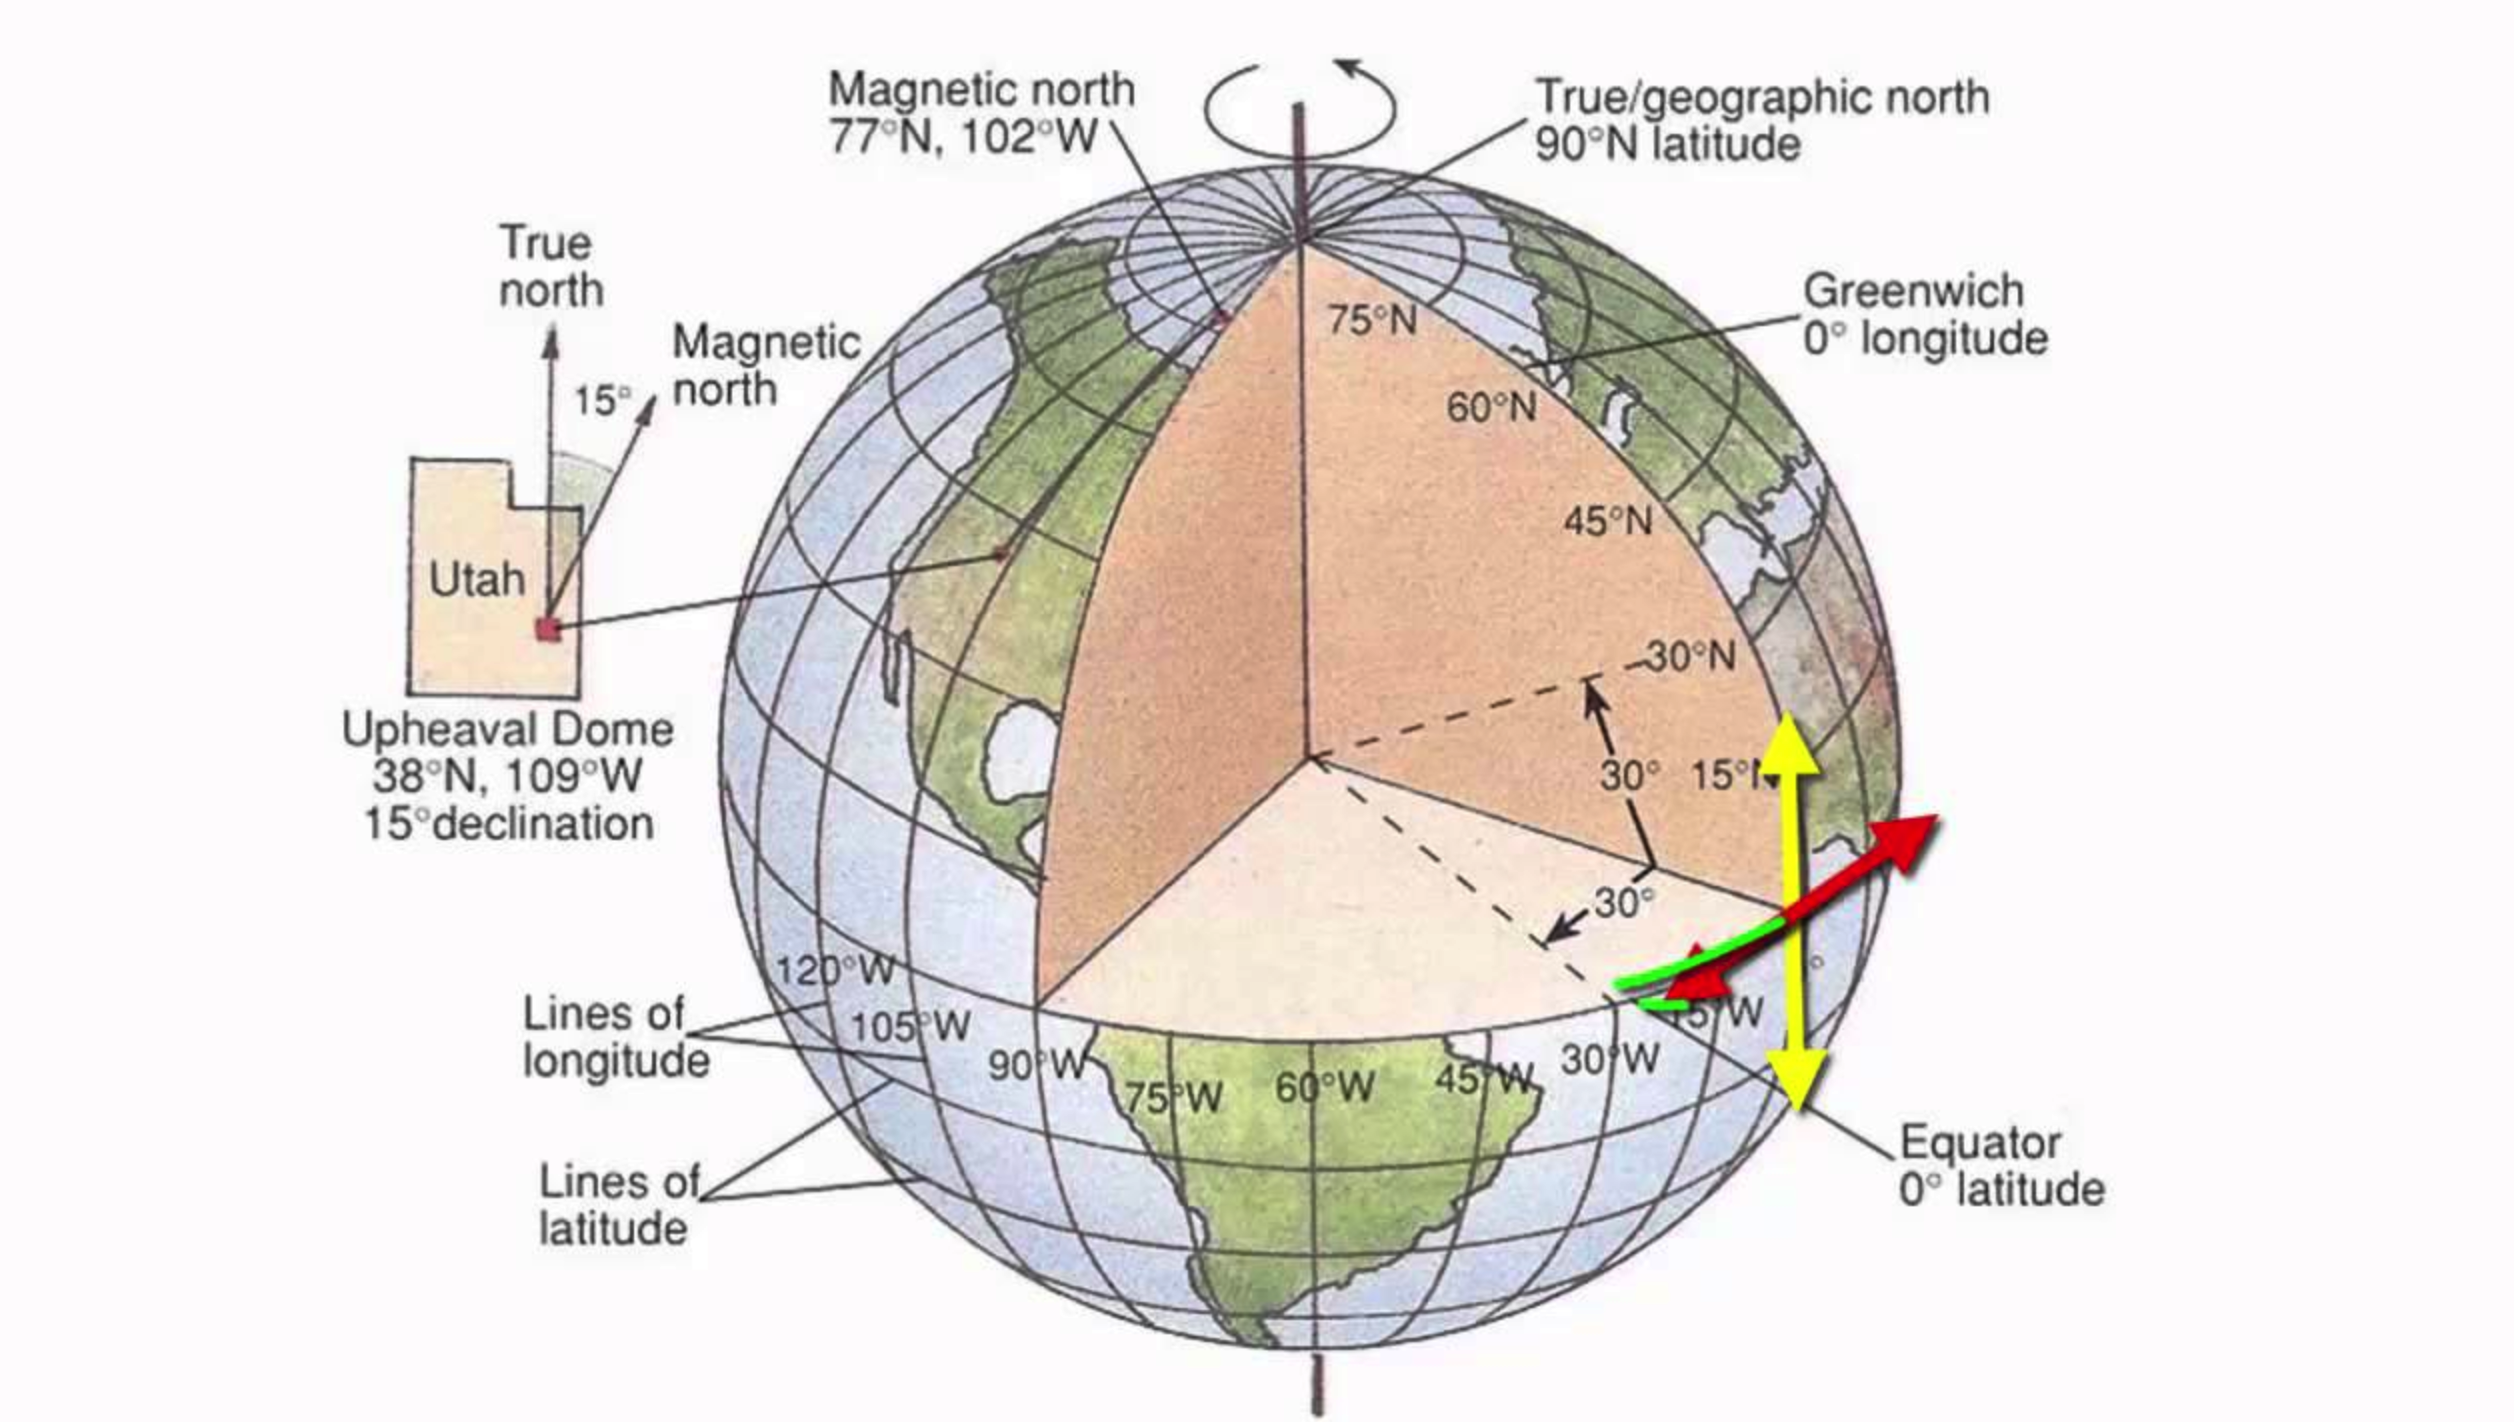 Magnetic north
77°N, 102°W
True/geographic north
90°N latitude
True
north
Magnetic
north
15°
Greenwich
0° longitude
75°N
60°N
45°N
30°N
30°
15°N
30°
Utah
Upheaval Dome
38°N, 109°W
15°declination
120°W
105°W
90°W
75°W
60°W
45°W
30°W
15°W
Lines of
longitude
Lines of
latitude
Equator
0° latitude